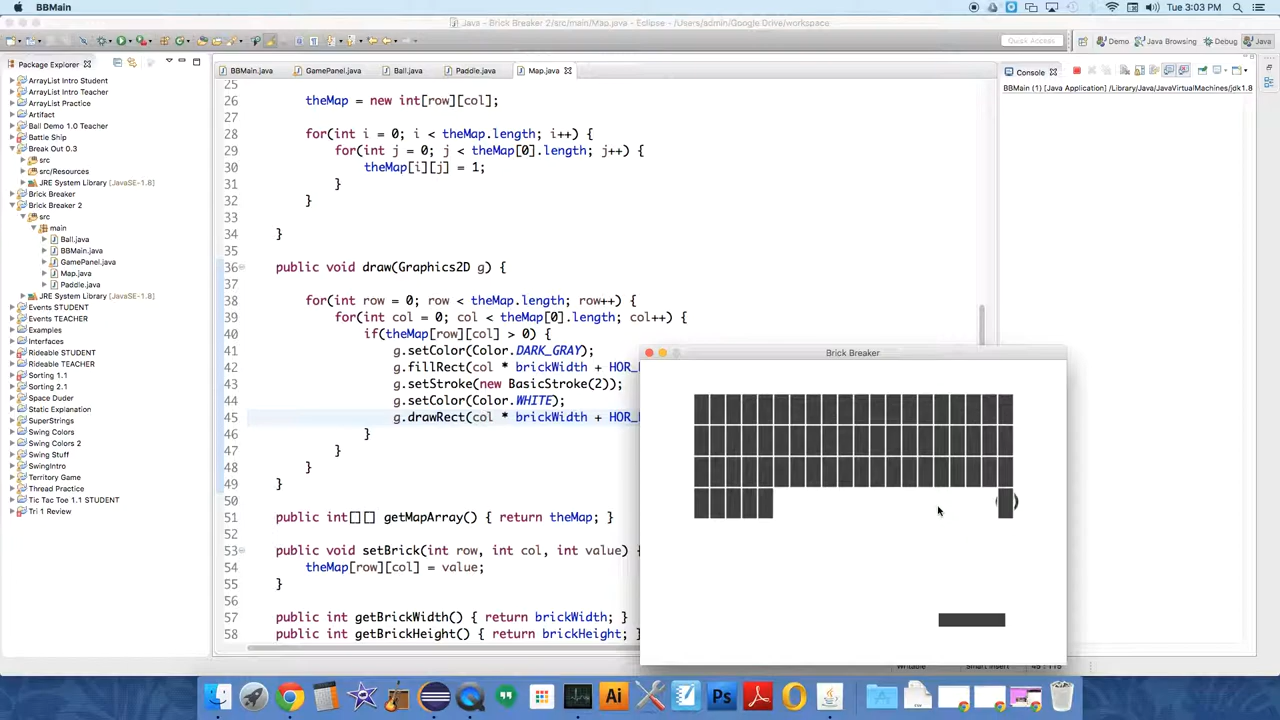 BBMain
Tue 3:03 PM
Java - Brick Breaker 2/src/main/Map.java - Eclipse - /Users/admin/Google Drive/workspace
Quick Access
Demo
Java Browsing
Debug
Java
Package Explorer
ArrayList Intro Student
ArrayList Intro Teacher
ArrayList Practice
Artifact
Ball Demo 1.0 Teacher
Battle Ship
Break Out 0.3
src
src/Resources
JRE System Library [JavaSE-1.8]
Brick Breaker
Brick Breaker 2
src
main
Ball.java
BBMain.java
GamePanel.java
Map.java
Paddle.java
JRE System Library [JavaSE-1.8]
Events STUDENT
Events TEACHER
Examples
Interfaces
Rideable STUDENT
Rideable TEACHER
Sorting 1.1
Sorting 2.1
Space Duder
Static Explanation
SuperStrings
Swing Colors
Swing Colors 2
Swing Stuff
SwingIntro
Territory Game
Thread Practice
Tic Tac Toe 1.1 STUDENT
Tri 1 Review
BBMain.java
GamePanel.java
Ball.java
Paddle.java
Map.java
25
26 theMap = new int[row][col];
27
28 for(int i = 0; i < theMap.length; i++) {
29 for(int j = 0; j < theMap[0].length; j++) {
30 theMap[i][j] = 1;
31 }
32 }
33
34 }
35
36 public void draw(Graphics2D g) {
37
38 for(int row = 0; row < theMap.length; row++) {
39 for(int col = 0; col < theMap[0].length; col++) {
40 if(theMap[row][col] > 0) {
41 g.setColor(Color.DARK_GRAY);
42 g.fillRect(col * brickWidth + HOR_
43 g.setStroke(new BasicStroke(2));
44 g.setColor(Color.WHITE);
45 g.drawRect(col * brickWidth + HOR_
46 }
47 }
48 }
49 }
50
51 public int[][] getMapArray() { return theMap; }
52
53 public void setBrick(int row, int col, int value) {
54 theMap[row][col] = value;
55 }
56
57 public int getBrickWidth() { return brickWidth; }
58 public int getBrickHeight() { return brickHeight; }
Console
BBMain (1) [Java Application] /Library/Java/JavaVirtualMachines/jdk1.8
Brick Breaker
Ai
Ps